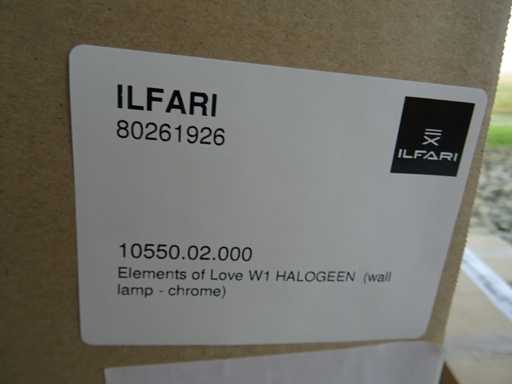 ILFARI
80261926
ILFARI
10550.02.000
Elements of Love W1 HALOGEEN (wall
lamp - chrome)